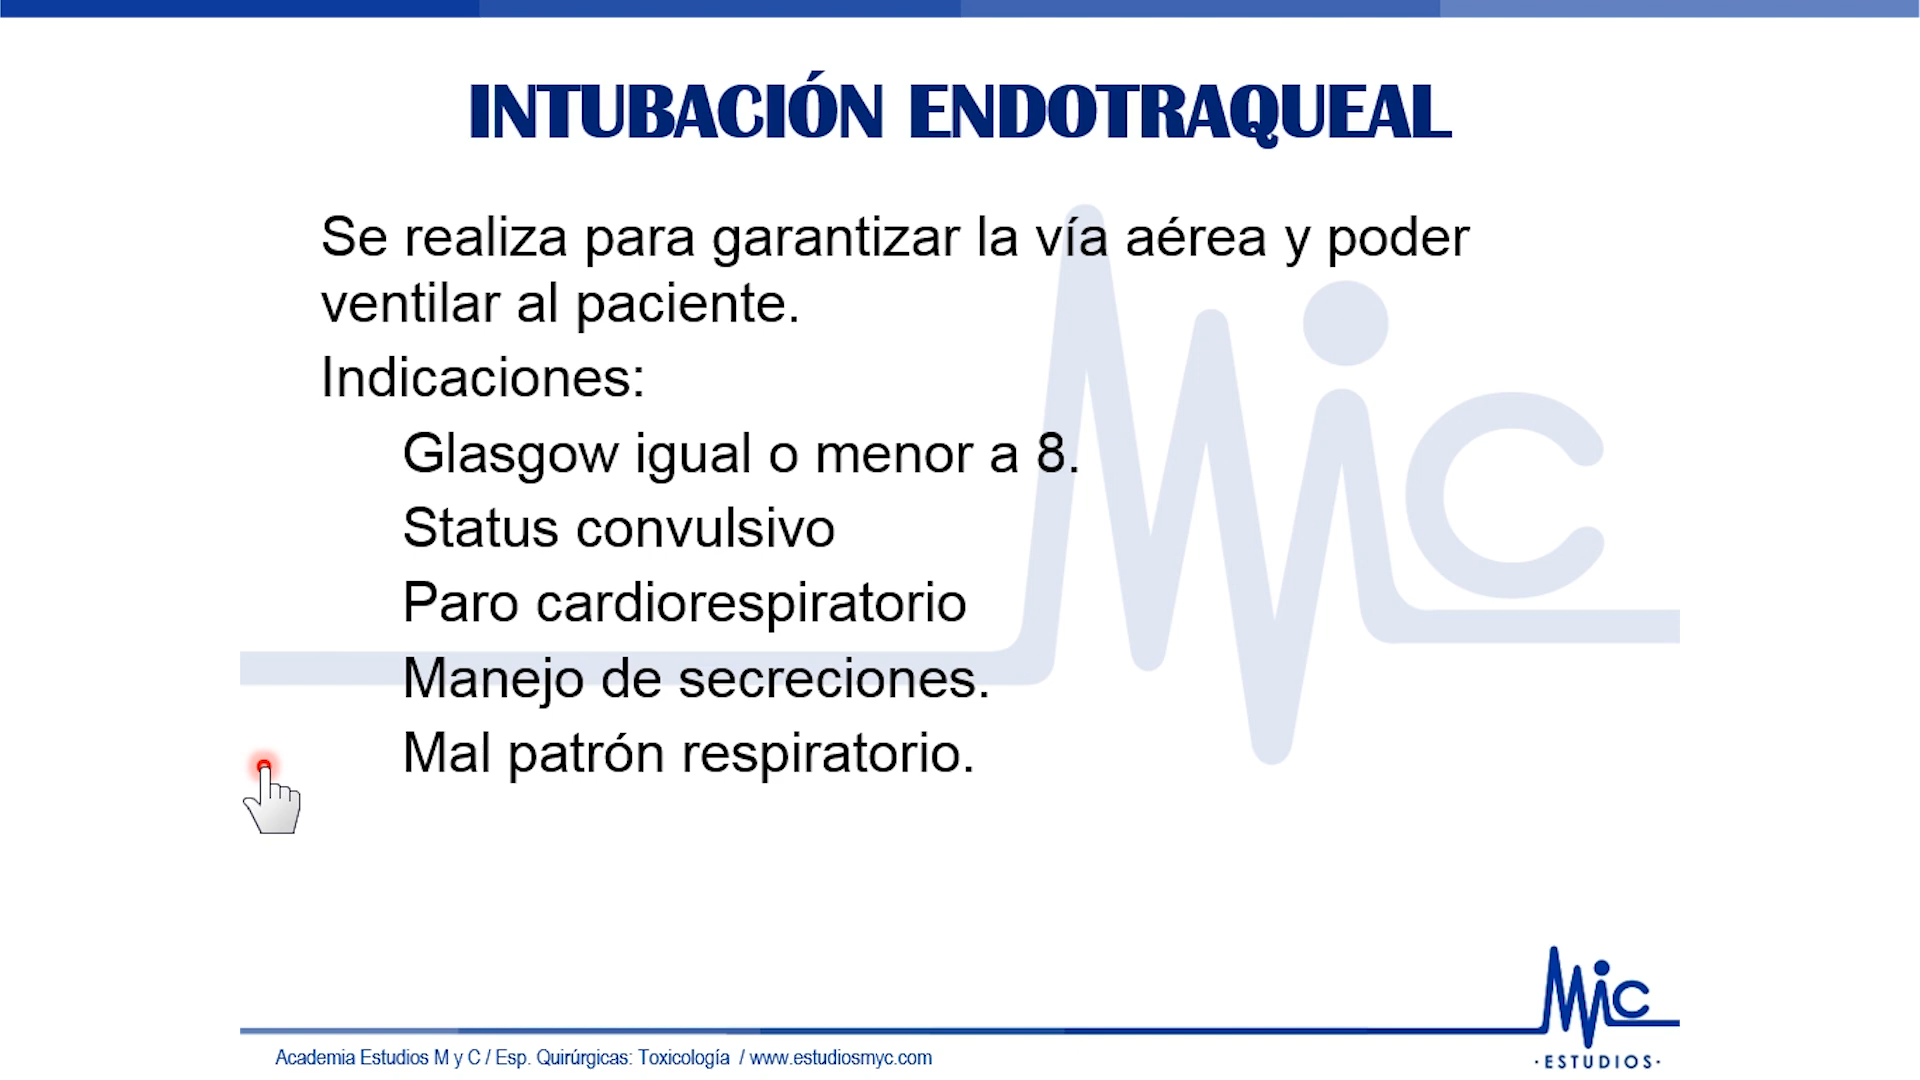 INTUBACIÓN ENDOTRAQUEAL
Se realiza para garantizar la vía aérea y poder
ventilar al paciente.
Indicaciones:
Glasgow igual o menor a 8.
Status convulsivo
Paro cardiorespiratorio
Manejo de secreciones.
Mal patrón respiratorio.
MyC
MyC
·ESTUDIOS·
Academia Estudios M y C / Esp. Quirúrgicas: Toxicología / www.estudiosmyc.com